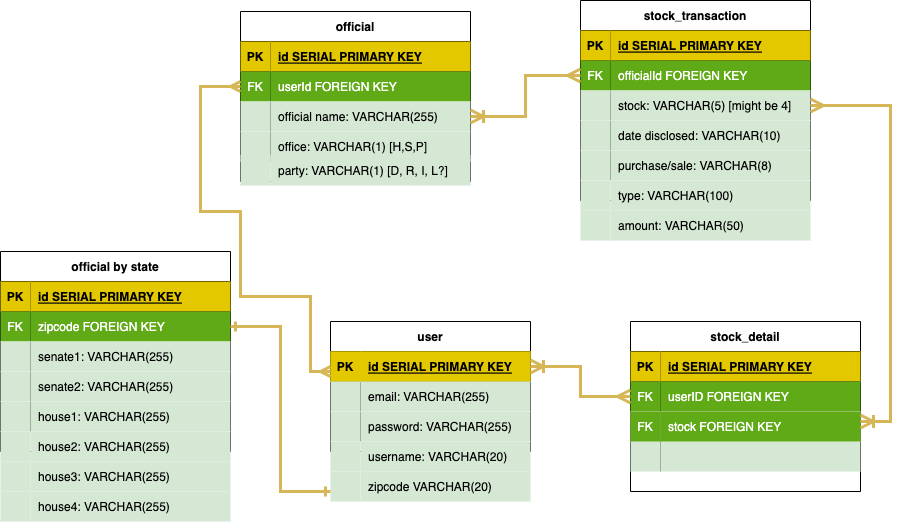 official
PK id SERIAL PRIMARY KEY
FK userId FOREIGN KEY
official name: VARCHAR(255)
office: VARCHAR(1) [H,S,P]
party: VARCHAR(1) [D, R, I, L?]
stock_transaction
PK id SERIAL PRIMARY KEY
FK officialId FOREIGN KEY
stock: VARCHAR(5) [might be 4]
date disclosed: VARCHAR(10)
purchase/sale: VARCHAR(8)
type: VARCHAR(100)
amount: VARCHAR(50)
official by state
PK id SERIAL PRIMARY KEY
FK zipcode FOREIGN KEY
senate1: VARCHAR(255)
senate2: VARCHAR(255)
house1: VARCHAR(255)
house2: VARCHAR(255)
house3: VARCHAR(255)
house4: VARCHAR(255)
user
PK id SERIAL PRIMARY KEY
email: VARCHAR(255)
password: VARCHAR(255)
username: VARCHAR(20)
zipcode VARCHAR(20)
stock_detail
PK id SERIAL PRIMARY KEY
FK userID FOREIGN KEY
FK stock FOREIGN KEY